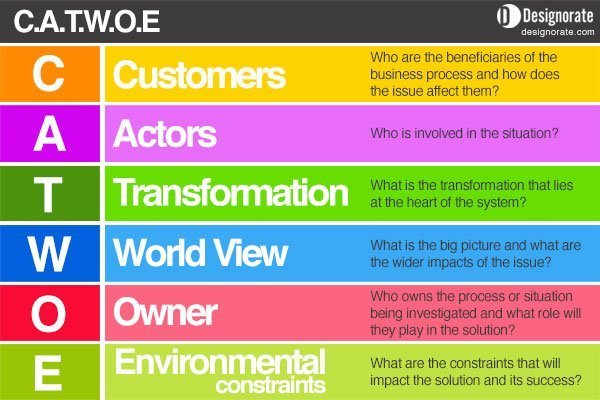 C.A.T.W.O.E
Designorate
designorate.com
C
Customers
Who are the beneficiaries of the
business process and how does
the issue affect them?
A
Actors
Who is involved in the situation?
T
Transformation
What is the transformation that lies
at the heart of the system?
W
World View
What is the big picture and what are
the wider impacts of the issue?
O
Owner
Who owns the process or situation
being investigated and what role will
they play in the solution?
E
Environmental
constraints
What are the constraints that will
impact the solution and its success?